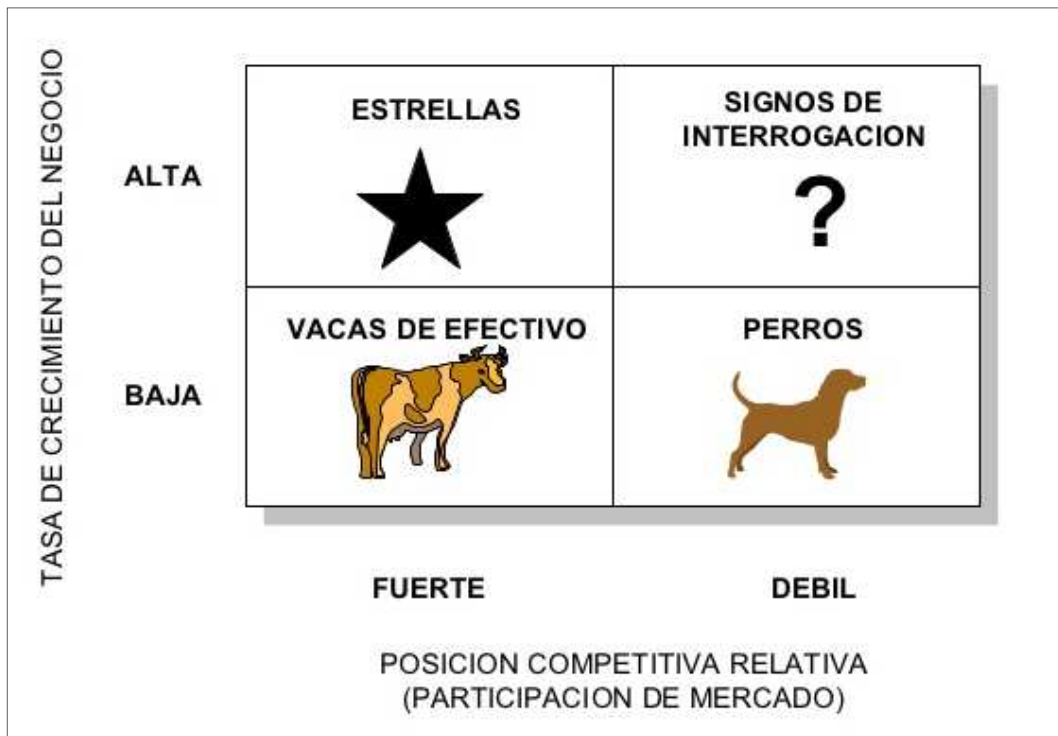 TASA DE CRECIMIENTO DEL NEGOCIO
ESTRELLAS
SIGNOS DE
INTERROGACION
?
ALTA
VACAS DE EFECTIVO
PERROS
BAJA
FUERTE
DEBIL
POSICION COMPETITIVA RELATIVA
(PARTICIPACION DE MERCADO)